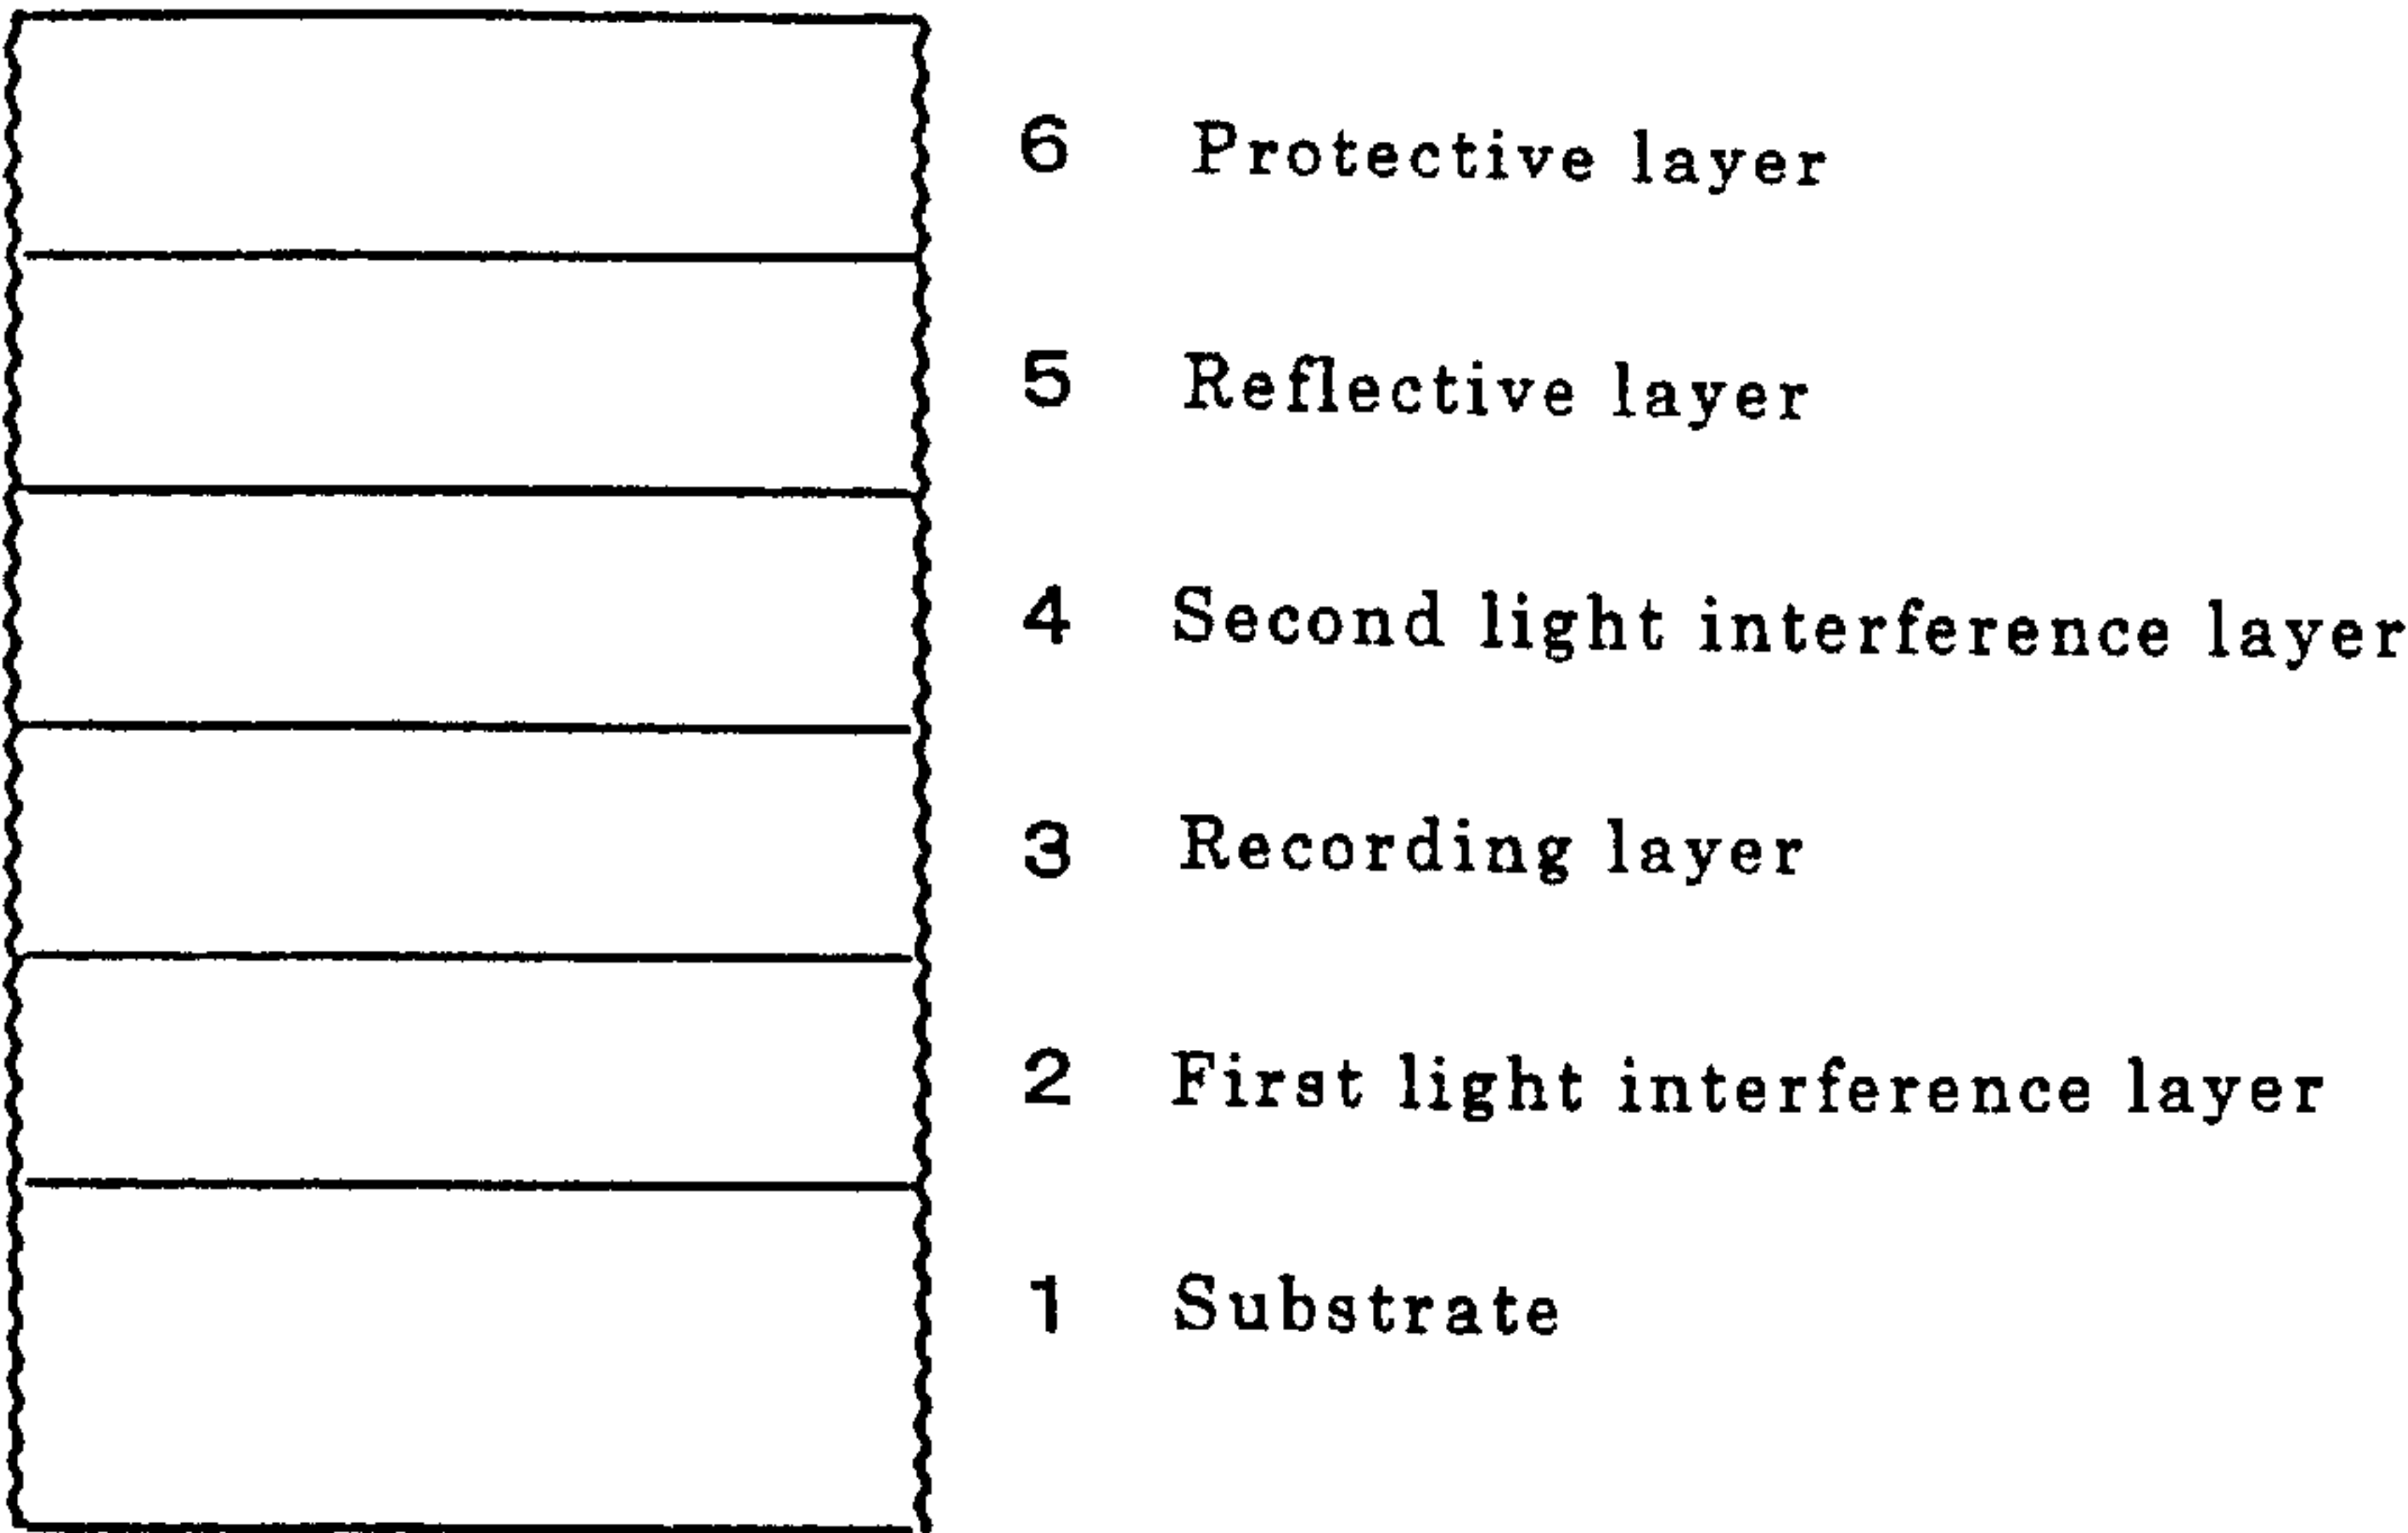 6 Protective layer
5 Reflective layer
4 Second light interference layer
3 Recording layer
2 First light interference layer
1 Substrate